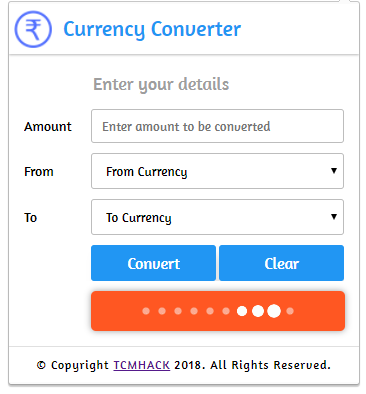 Currency Converter
Enter your details
Amount Enter amount to be converted
From From Currency
To To Currency
Convert Clear
© Copyright TCMHACK 2018. All Rights Reserved.